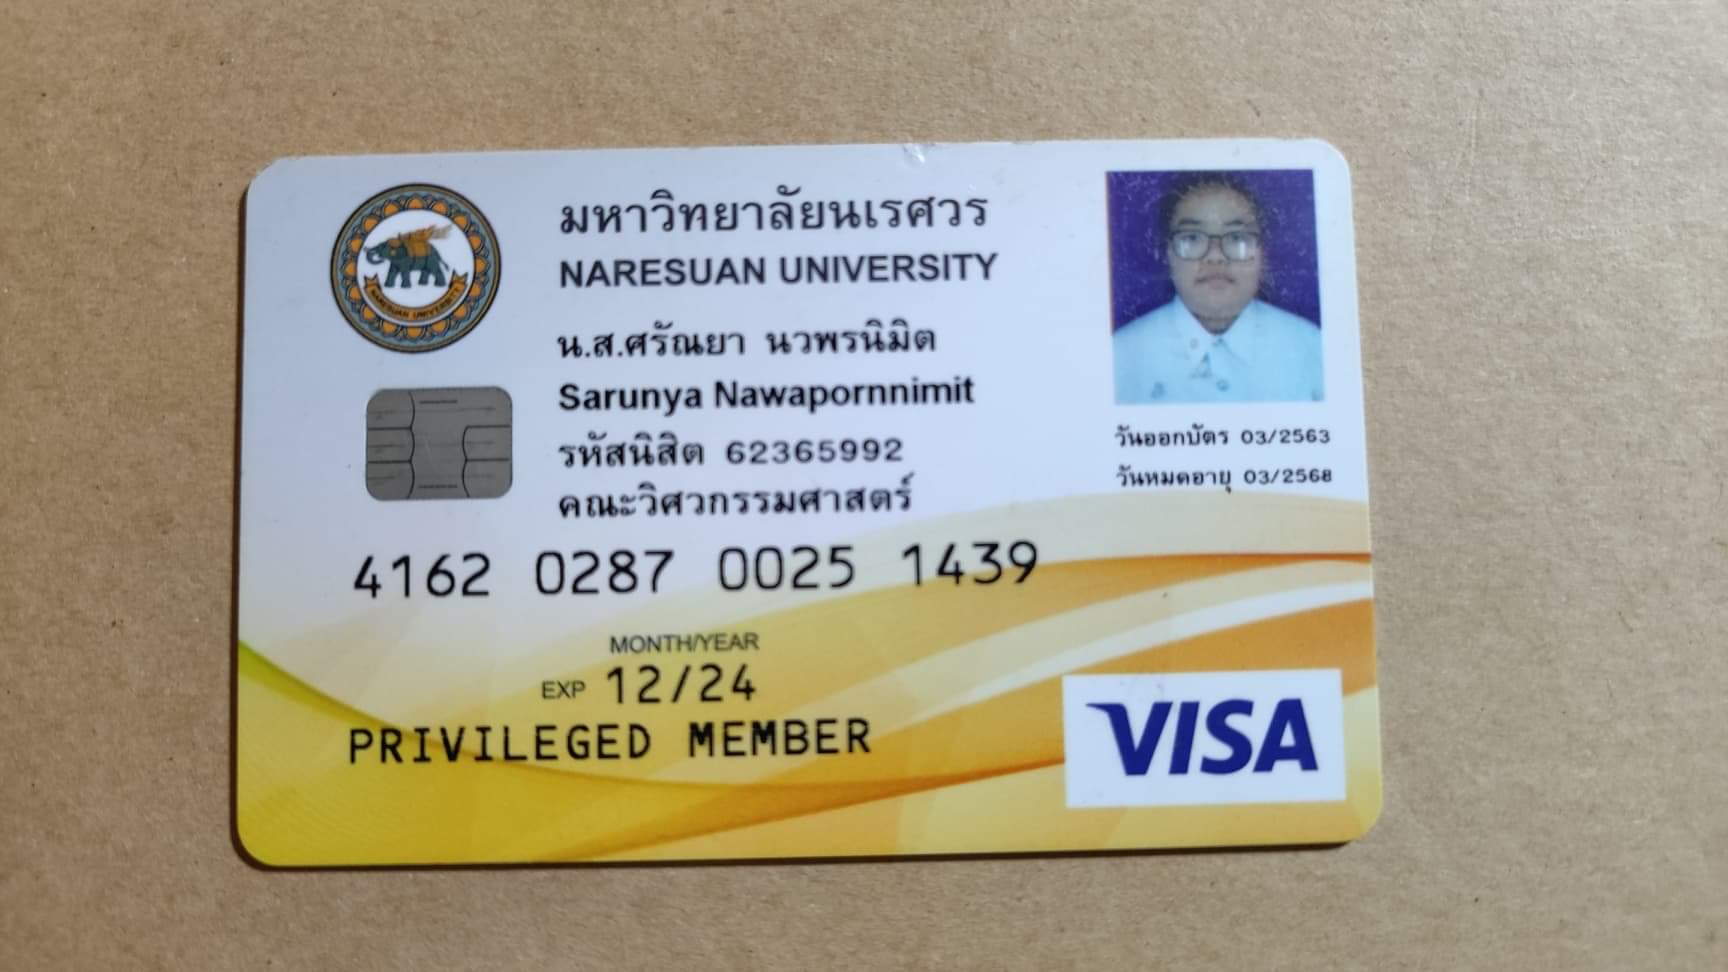 มหาวิทยาลัยนเรศวร
NARESUAN UNIVERSITY
น.ส.ศรัณยา นวพรนิมิต
Sarunya Nawapornnimit
รหัสนิสิต 62365992
คณะวิศวกรรมศาสตร์
วันออกบัตร 03/2563
วันหมดอายุ 03/2568
4162 0287 0025 1439
MONTH/YEAR
EXP 12/24
PRIVILEGED MEMBER
VISA
NARESUAN UNIVERSITY